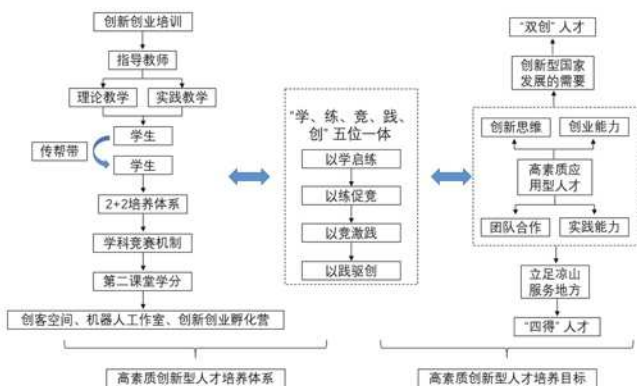 创新创业培训
指导教师
理论教学
实践教学
学生
传帮带
学生
2+2培养体系
学科竞赛机制
第二课堂学分
创客空间、机器人工作室、创新创业孵化营
高素质创新型人才培养体系
“学、练、竞、践、
创”五位一体
以学启练
以练促竞
以竞激践
以践驱创
“双创”人才
创新型国家
发展的需要
创新思维
创业能力
高素质应
用型人才
团队合作
实践能力
立足凉山
服务地方
“四得”人才
高素质创新型人才培养目标